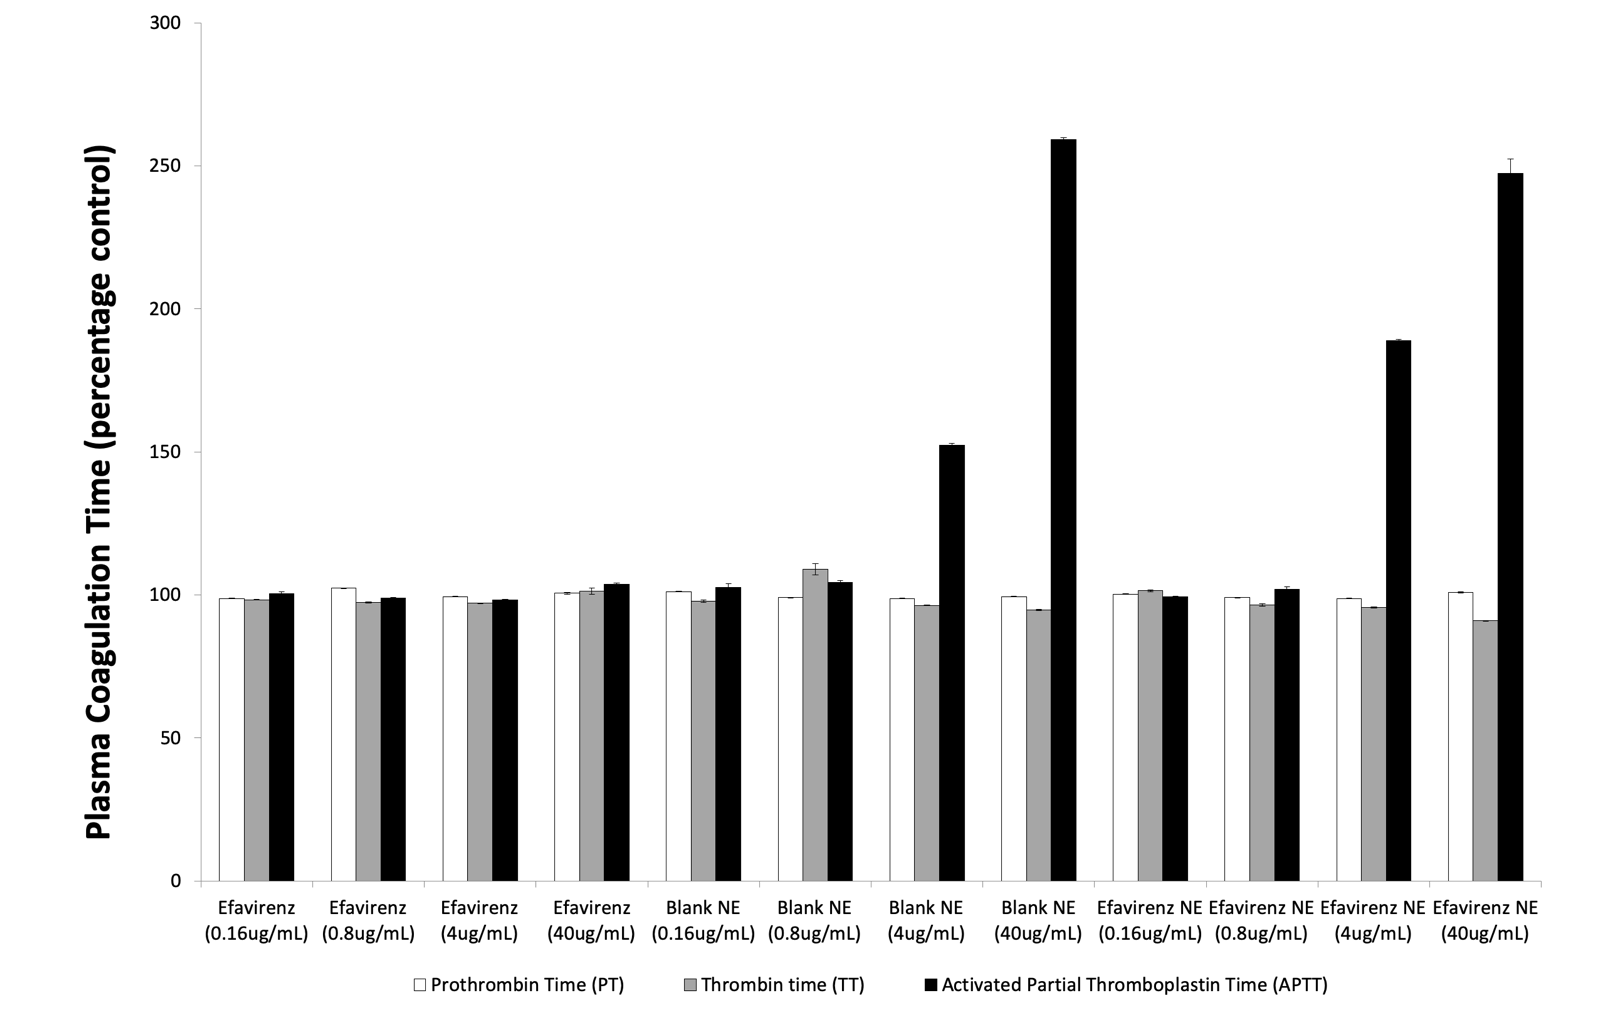 Plasma Coagulation Time (percentage control)
300
250
200
150
100
50
0
Efavirenz
(0.16ug/mL)
Efavirenz
(0.8ug/mL)
Efavirenz
(4ug/mL)
Efavirenz
(40ug/mL)
Blank NE
(0.16ug/mL)
Blank NE
(0.8ug/mL)
Blank NE
(4ug/mL)
Blank NE
(40ug/mL)
Efavirenz NE
(0.16ug/mL)
Efavirenz NE
(0.8ug/mL)
Efavirenz NE
(4ug/mL)
Efavirenz NE
(40ug/mL)
Prothrombin Time (PT)
Thrombin time (TT)
Activated Partial Thromboplastin Time (APTT)